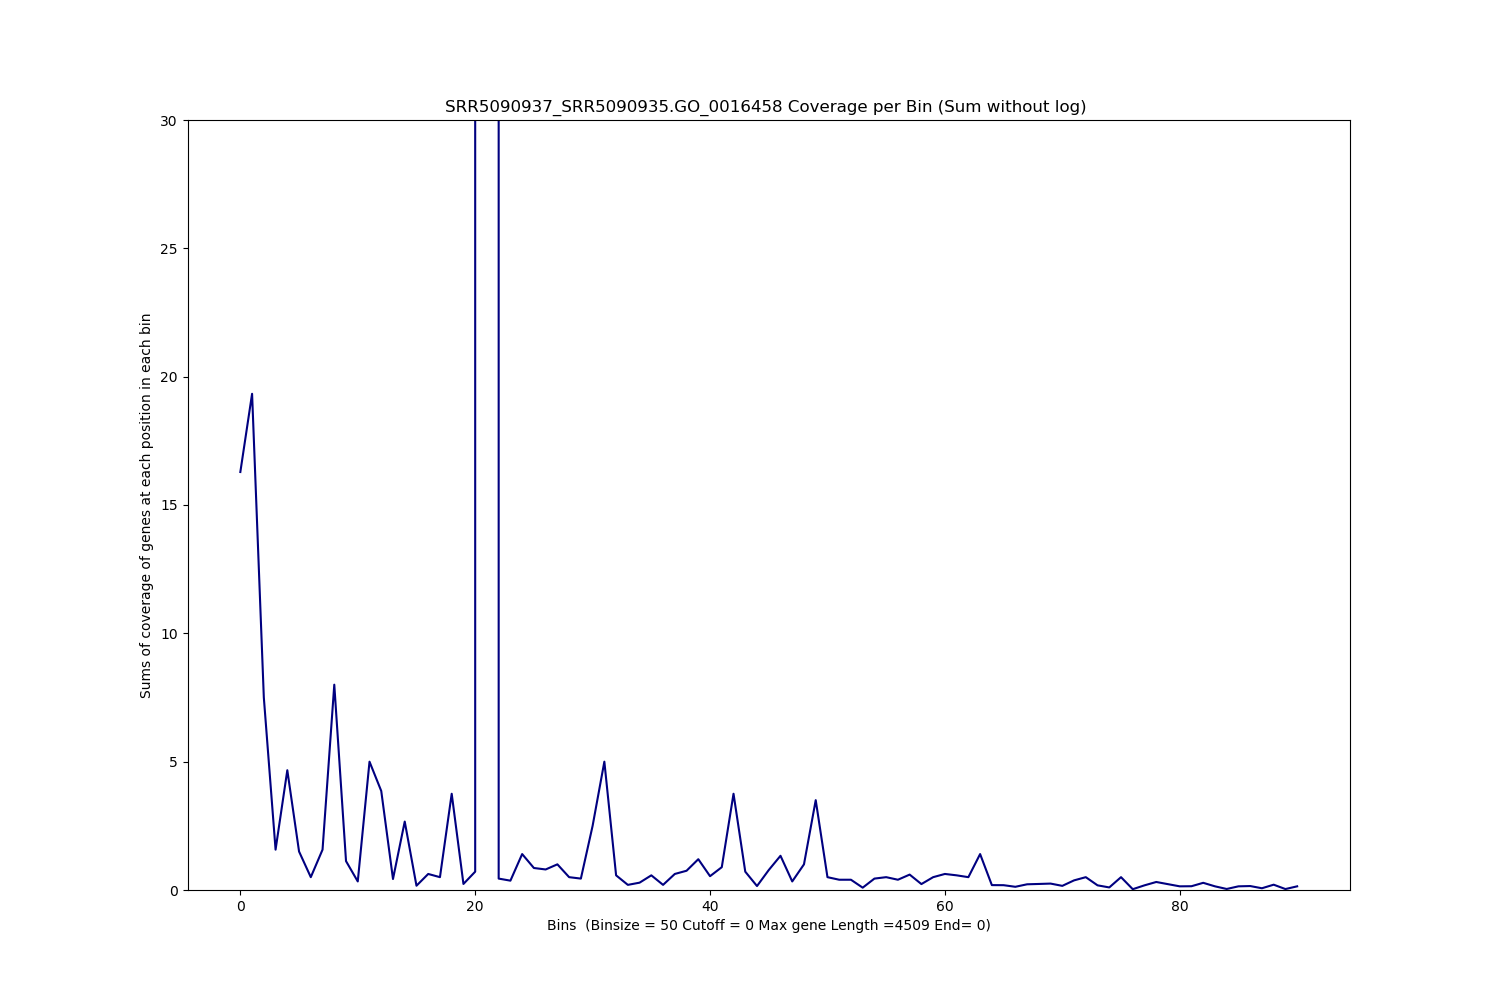 SRR5090937_SRR5090935.GO_0016458 Coverage per Bin (Sum without log)
30
25
20
15
10
5
0
Sums of coverage of genes at each position in each bin
0 20 40 60 80
Bins  (Binsize = 50 Cutoff = 0 Max gene Length =4509 End= 0)